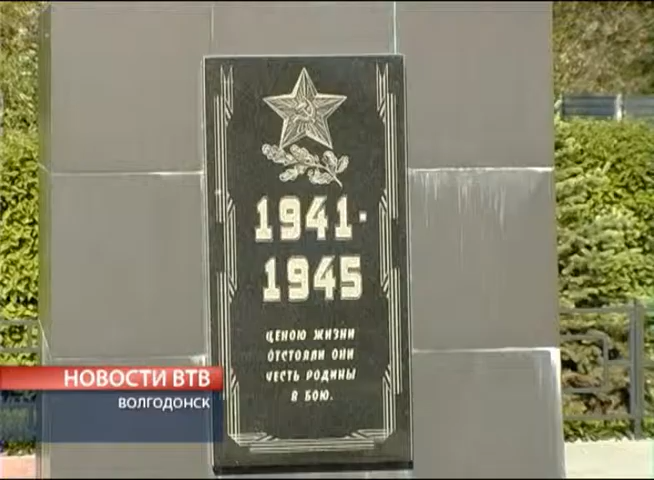 1941-
1945
ЦЕНОЮ ЖИЗНИ
ОТСТОЯЛИ ОНИ
ЧЕСТЬ РОДИНЫ
В БОЮ.
НОВОСТИ ВТВ
ВОЛГОДОНСК